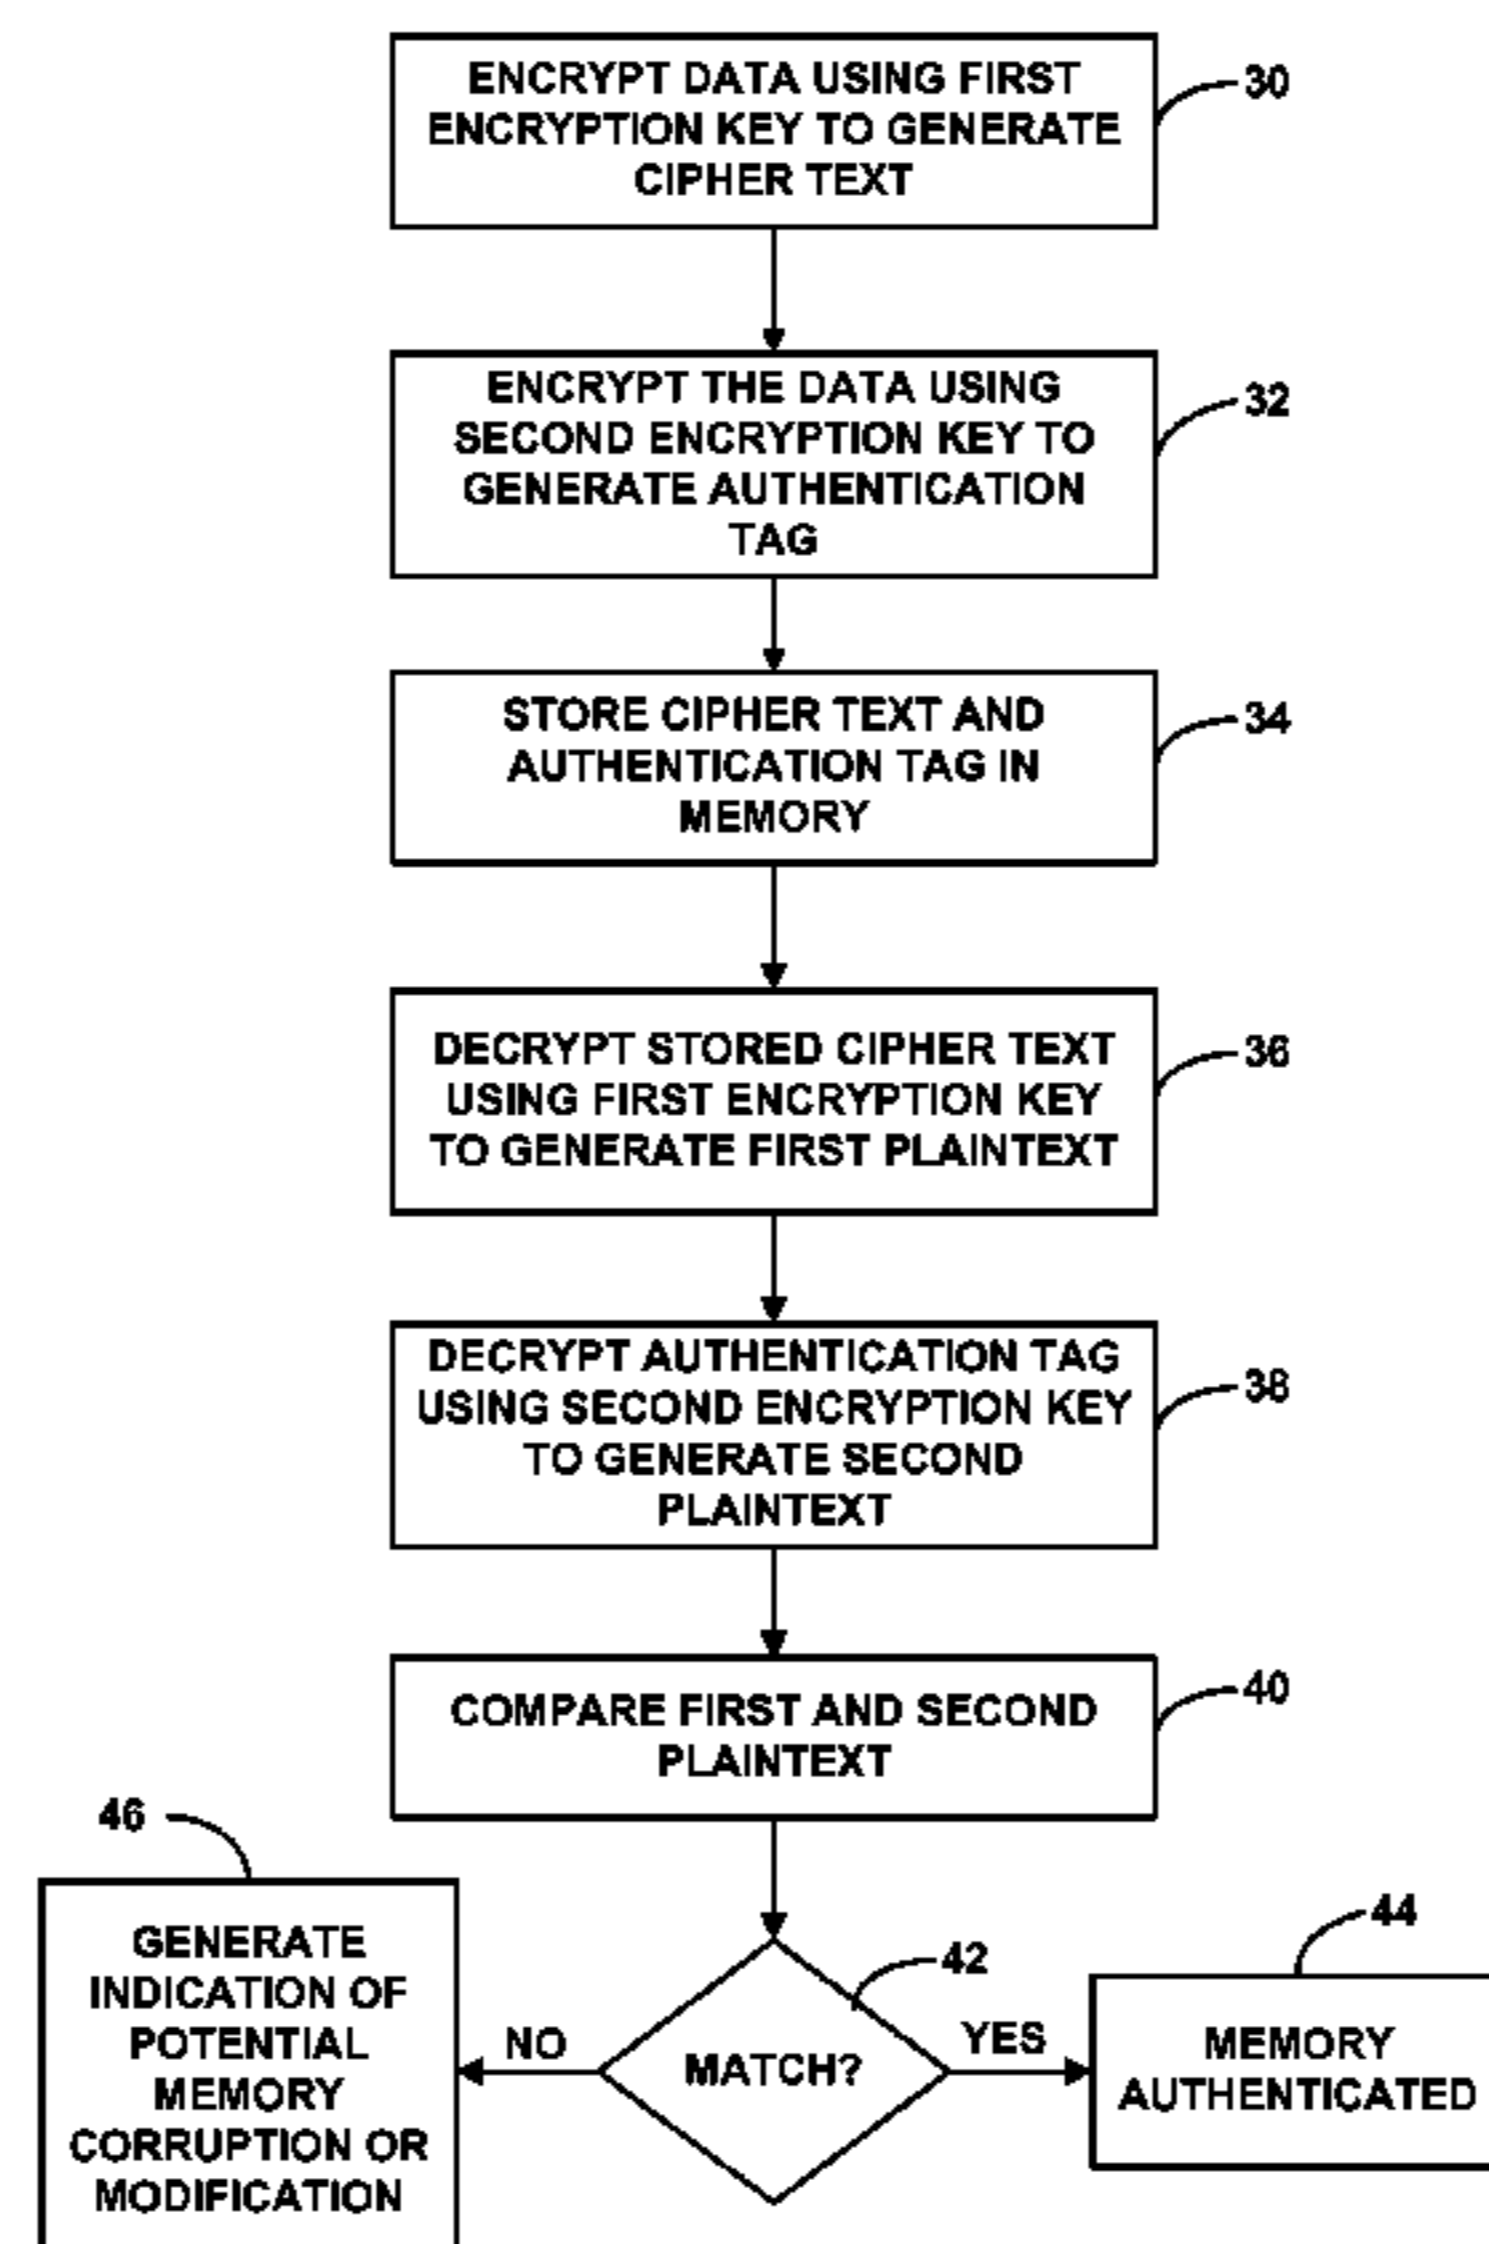 ENCRYPT DATA USING FIRST
ENCRYPTION KEY TO GENERATE
CIPHER TEXT
30
ENCRYPT THE DATA USING
SECOND ENCRYPTION KEY TO
GENERATE AUTHENTICATION
TAG
32
STORE CIPHER TEXT AND
AUTHENTICATION TAG IN
MEMORY
34
DECRYPT STORED CIPHER TEXT
USING FIRST ENCRYPTION KEY
TO GENERATE FIRST PLAINTEXT
36
DECRYPT AUTHENTICATION TAG
USING SECOND ENCRYPTION KEY
TO GENERATE SECOND
PLAINTEXT
38
COMPARE FIRST AND SECOND
PLAINTEXT
40
46
GENERATE
INDICATION OF
POTENTIAL
MEMORY
CORRUPTION OR
MODIFICATION
NO
MATCH?
42
YES
44
MEMORY
AUTHENTICATED